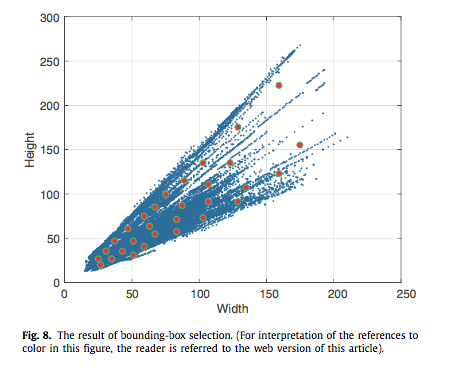 300
250
200
150
100
50
0
Height
0 50 100 150 200 250
Width
Fig. 8. The result of bounding-box selection. (For interpretation of the references to
color in this figure, the reader is referred to the web version of this article).